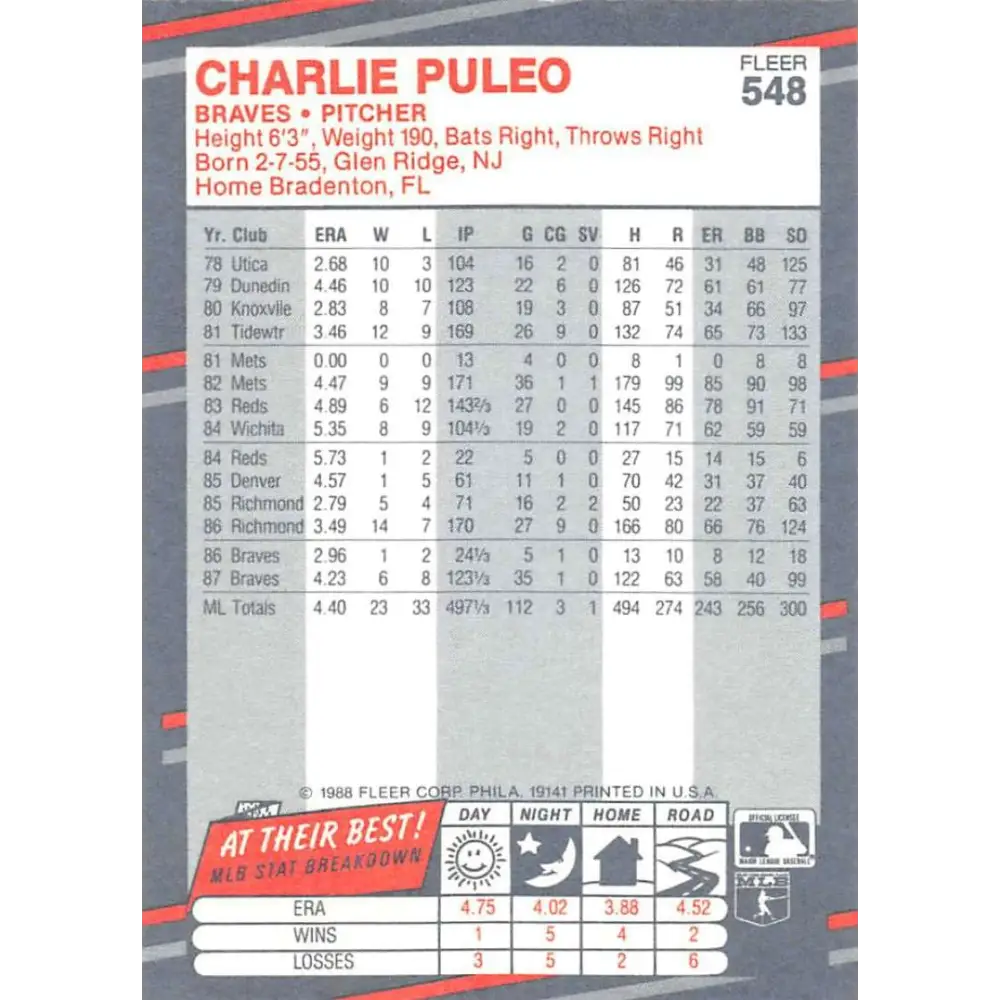 CHARLIE PULEO
FLEER
548
BRAVES • PITCHER
Height 6'3", Weight 190, Bats Right, Throws Right
Born 2-7-55, Glen Ridge, NJ
Home Bradenton, FL
Yr. Club ERA W L IP G CG SV H R ER BB SO
78 Utica 2.68 10 3 104 16 2 0 81 46 31 48 125
79 Dunedin 4.46 10 10 123 22 6 0 126 72 61 61 77
80 Knoxvlle 2.83 8 7 108 19 3 0 87 51 34 66 97
81 Tidewtr 3.46 12 9 169 26 9 0 132 74 65 73 133
81 Mets 0.00 0 0 13 4 0 0 8 1 0 8 8
82 Mets 4.47 9 9 171 36 1 1 179 99 85 90 98
83 Reds 4.89 6 12 143⅔ 27 0 0 145 86 78 91 71
84 Wichita 5.35 8 9 104⅓ 19 2 0 117 71 62 59 59
84 Reds 5.73 1 2 22 5 0 0 27 15 14 15 6
85 Denver 4.57 1 5 61 11 1 0 70 42 31 37 40
85 Richmond 2.79 5 4 71 16 2 2 50 23 22 37 63
86 Richmond 3.49 14 7 170 27 9 0 166 80 66 76 124
86 Braves 2.96 1 2 24⅓ 5 1 0 13 10 8 12 18
87 Braves 4.23 6 8 123⅓ 35 1 0 122 63 58 40 99
ML Totals 4.40 23 33 497⅓ 112 3 1 494 274 243 256 300
© 1988 FLEER CORP. PHILA. 19141 PRINTED IN U.S.A.
AT THEIR BEST!
MLB STAT BREAKDOWN
DAY NIGHT HOME ROAD
OFFICIAL LICENSEE
MAJOR LEAGUE BASEBALL
MLB
ERA 4.75 4.02 3.88 4.52
WINS 1 5 4 2
LOSSES 3 5 2 6